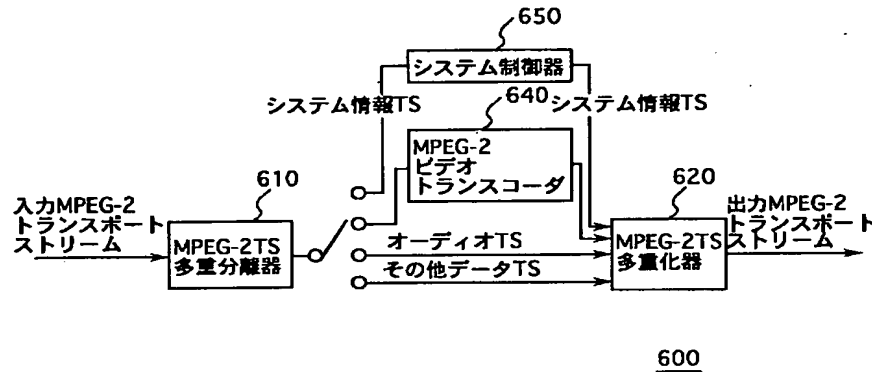 650
システム制御器
システム情報TS
640
システム情報TS
MPEG-2
ビデオ
トランスコーダ
610
620
入力MPEG-2
トランスポート
ストリーム
MPEG-2TS
多重分離器
オーディオTS
その他データTS
MPEG-2TS
多重化器
出力MPEG-2
トランスポート
ストリーム
600